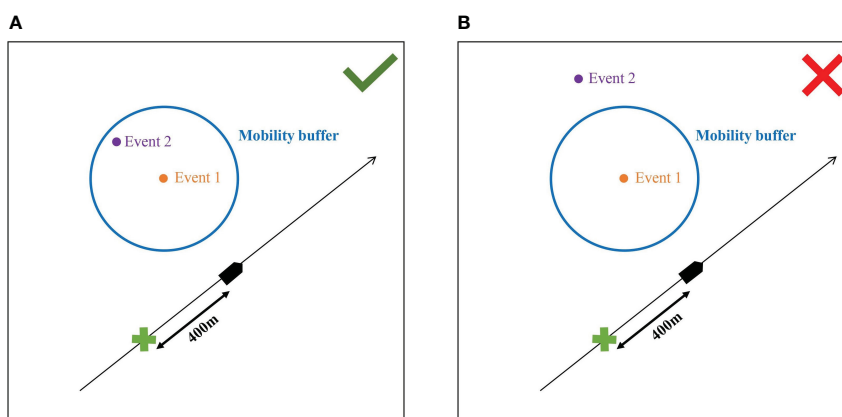 A
Event 2
Mobility buffer
Event 1
400m
B
Event 2
Mobility buffer
Event 1
400m